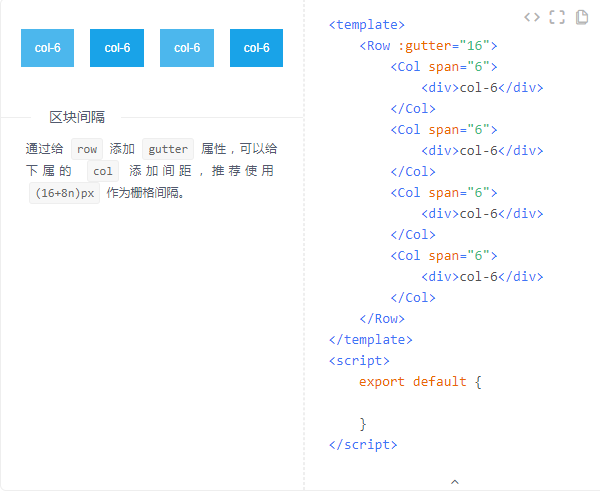 col-6 col-6 col-6 col-6
区块间隔
通过给 row 添加 gutter 属性，可以给
下属的 col 添加间距，推荐使用
(16+8n)px 作为栅格间隔。
<template>
    <Row :gutter="16">
        <Col span="6">
            <div>col-6</div>
        </Col>
        <Col span="6">
            <div>col-6</div>
        </Col>
        <Col span="6">
            <div>col-6</div>
        </Col>
        <Col span="6">
            <div>col-6</div>
        </Col>
    </Row>
</template>
<script>
    export default {
    }
</script>